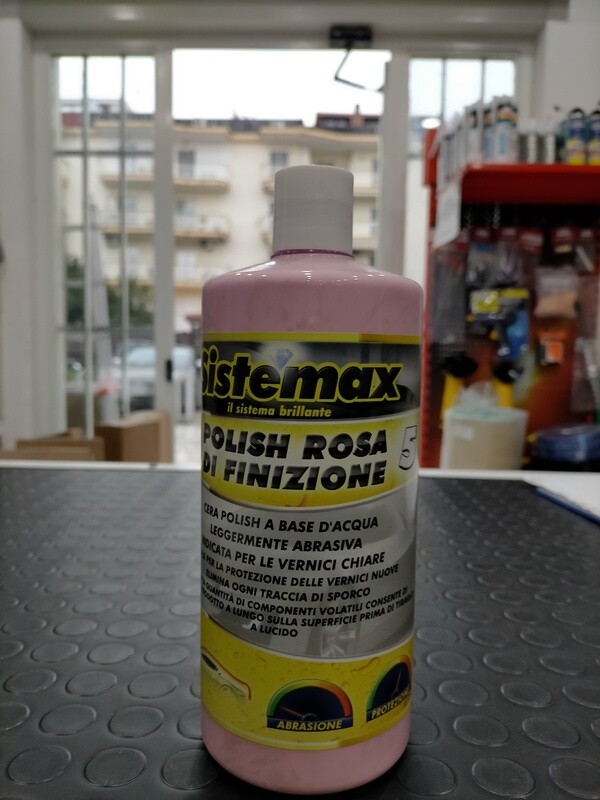 Sistemax
il sistema brillante
POLISH ROSA
DI FINIZIONE
5
CERA POLISH A BASE D'ACQUA
LEGGERMENTE ABRASIVA
INDICATA PER LE VERNICI CHIARE
PER LA PROTEZIONE DELLE VERNICI NUOVE
ELIMINA OGNI TRACCIA DI SPORCO
QUANTITÀ DI COMPONENTI VOLATILI CONSENTE DI
A LUNGO SULLA SUPERFICIE PRIMA DI
A LUCIDO
ABRASIONE
PROTEZIONE